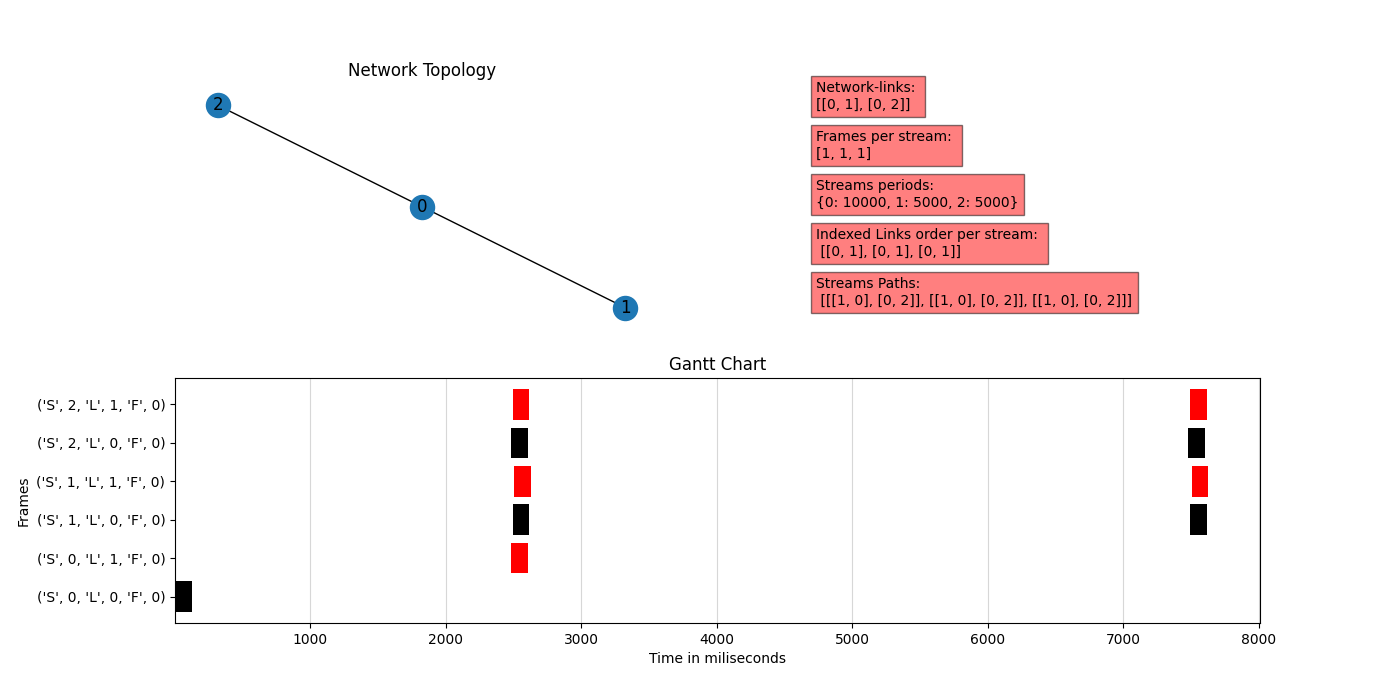 Network Topology
2
0
1
Network-links:
[[0, 1], [0, 2]]
Frames per stream:
[1, 1, 1]
Streams periods:
{0: 10000, 1: 5000, 2: 5000}
Indexed Links order per stream:
[[0, 1], [0, 1], [0, 1]]
Streams Paths:
[[[1, 0], [0, 2]], [[1, 0], [0, 2]], [[1, 0], [0, 2]]]
Gantt Chart
Frames
('S', 2, 'L', 1, 'F', 0)
('S', 2, 'L', 0, 'F', 0)
('S', 1, 'L', 1, 'F', 0)
('S', 1, 'L', 0, 'F', 0)
('S', 0, 'L', 1, 'F', 0)
('S', 0, 'L', 0, 'F', 0)
1000 2000 3000 4000 5000 6000 7000 8000
Time in miliseconds